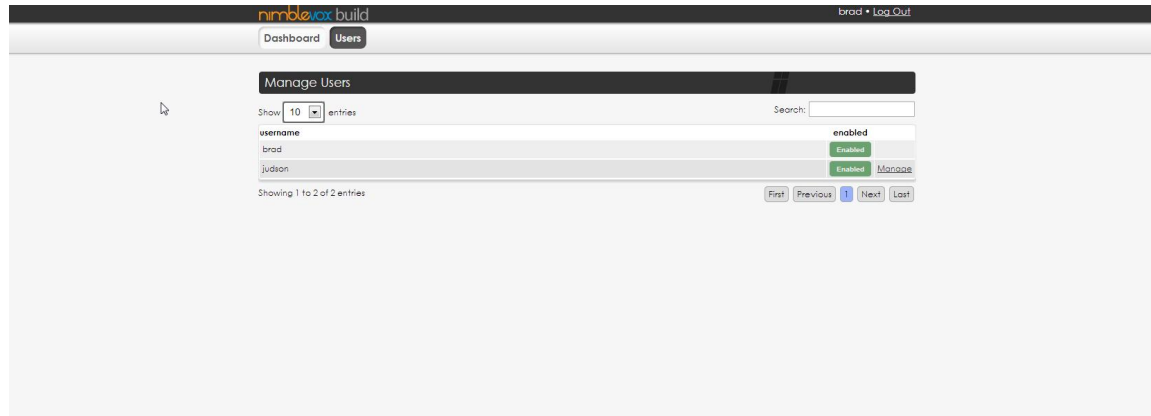 nimblevox build
brad • Log Out
Dashboard Users
Manage Users
Show 10 entries
Search:
username enabled
brad Enabled
judson Enabled Manage
Showing 1 to 2 of 2 entries
First Previous 1 Next Last